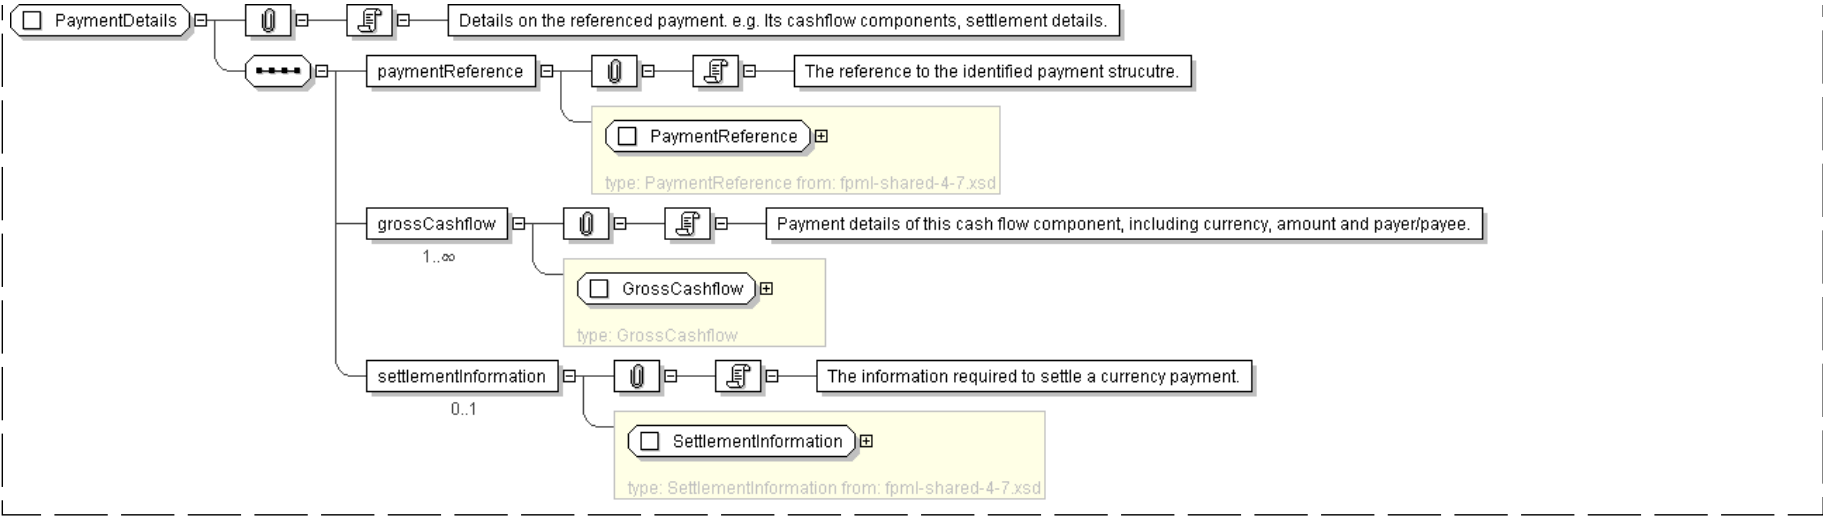 PaymentDetails
Details on the referenced payment. e.g. Its cashflow components, settlement details.
paymentReference
The reference to the identified payment strucutre.
PaymentReference
type: PaymentReference from: fpml-shared-4-7.xsd
grossCashflow
Payment details of this cash flow component, including currency, amount and payer/payee.
1..∞
GrossCashflow
type: GrossCashflow
settlementInformation
The information required to settle a currency payment.
0..1
SettlementInformation
type: SettlementInformation from: fpml-shared-4-7.xsd